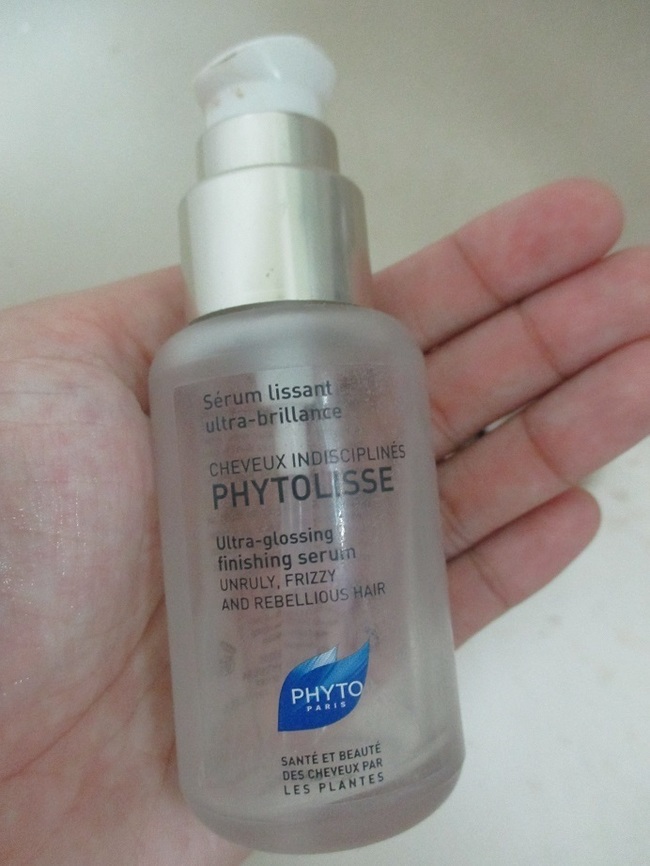 Sérum lissant
ultra-brillance
CHEVEUX INDISCIPLINÉS
PHYTOLISSE
Ultra-glossing
finishing serum
UNRULY, FRIZZY
AND REBELLIOUS HAIR
PHYTO
PARIS
SANTÉ ET BEAUTÉ
DES CHEVEUX PAR
LES PLANTES